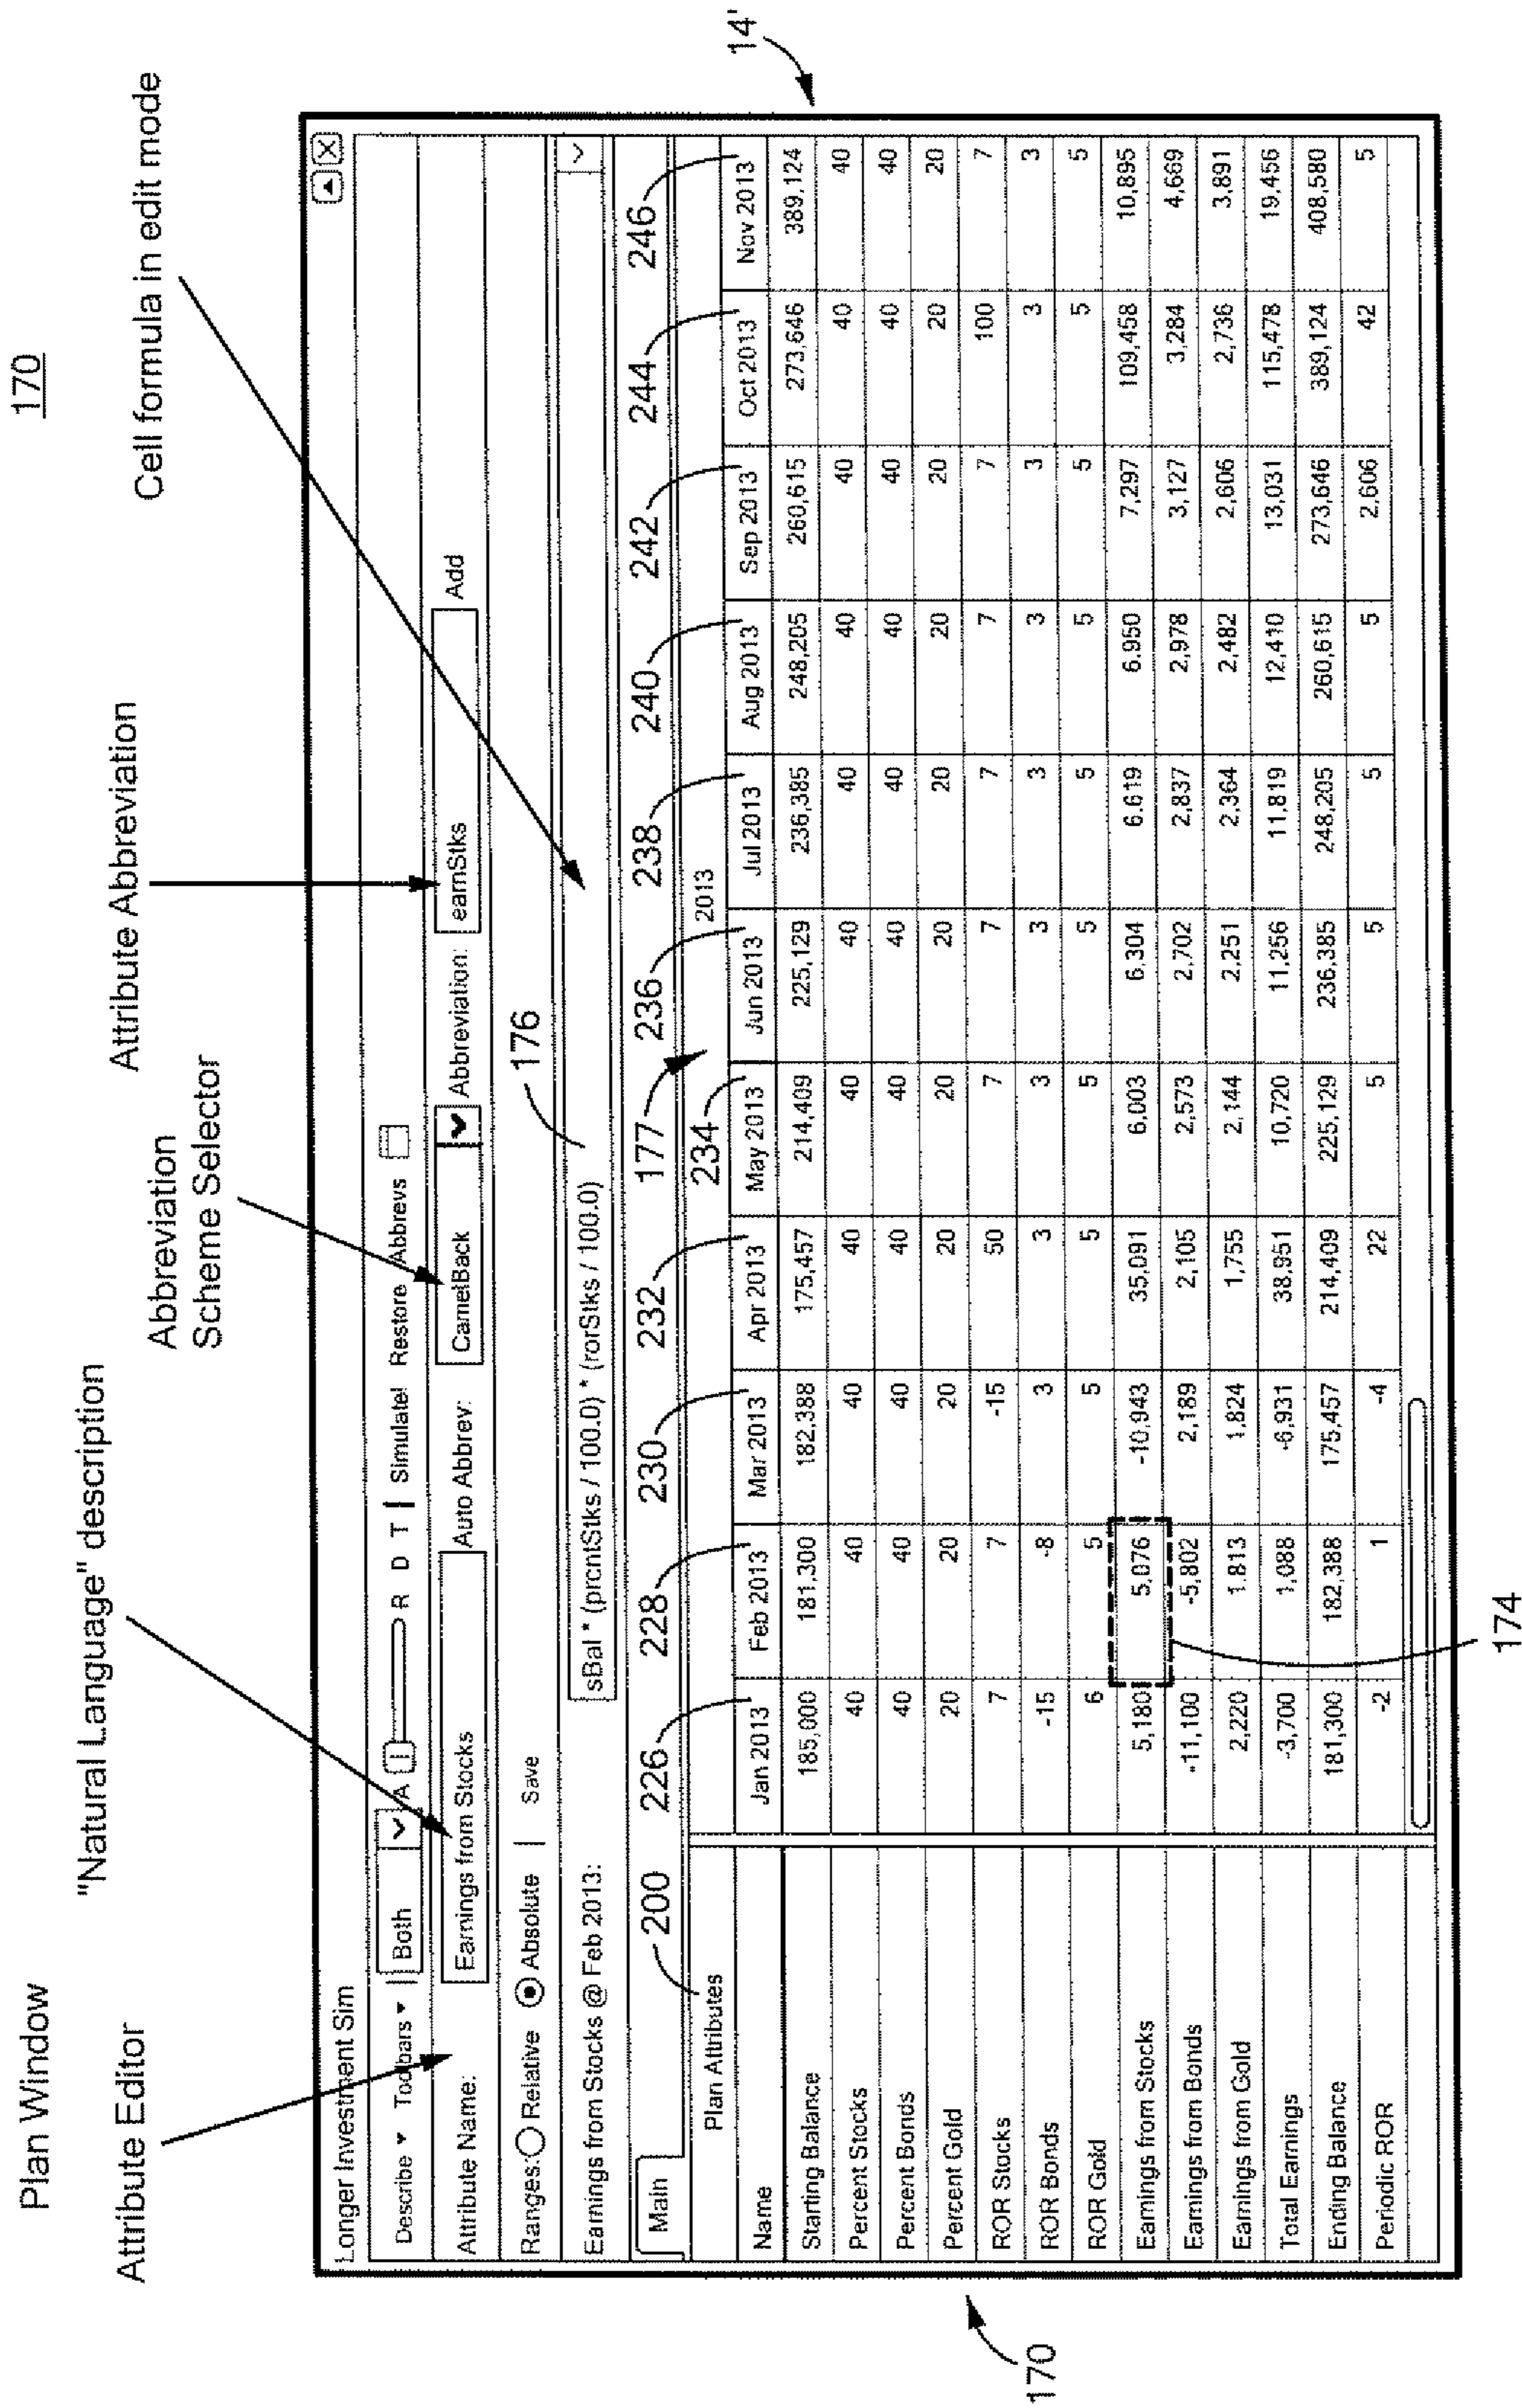 170
Plan Window
Attribute Editor
"Natural Language" description
Abbreviation
Scheme Selector
Attribute Abbreviation
Cell formula in edit mode
Longer Investment Sim
Describe Toolbars | Both A R D T | Simulate! Restore Abbrevs
Attribute Name: Earnings from Stocks Auto Abbrev: CamelBack Abbreviation: earnStks Add
Ranges: Relative Absolute | Save
176
Earnings from Stocks @ Feb 2013: sBal * (prcntStks / 100.0) * (rorStks / 100.0)
Main 200 226 228 230 232 177 234 236 238 240 242 244 246
14'
Plan Attributes 2013
Name Jan 2013 Feb 2013 Mar 2013 Apr 2013 May 2013 Jun 2013 Jul 2013 Aug 2013 Sep 2013 Oct 2013 Nov 2013
Starting Balance 185,000 181,300 182,388 175,457 214,409 225,129 236,385 248,205 260,615 273,646 389,124
Percent Stocks 40 40 40 40 40 40 40 40 40 40 40
Percent Bonds 40 40 40 40 40 40 40 40 40 40 40
Percent Gold 20 20 20 20 20 20 20 20 20 20 20
ROR Stocks 7 7 -15 50 7 7 7 7 7 100 7
ROR Bonds -15 -8 3 3 3 3 3 3 3 3 3
ROR Gold 6 5 5 5 5 5 5 5 5 5 5
Earnings from Stocks 5,180 5,076 -10,943 35,091 6,003 6,304 6,619 6,950 7,297 109,458 10,895
Earnings from Bonds -11,100 -5,802 2,189 2,105 2,573 2,702 2,837 2,978 3,127 3,284 4,669
Earnings from Gold 2,220 1,813 1,824 1,755 2,144 2,251 2,364 2,482 2,606 2,736 3,891
Total Earnings -3,700 1,088 -6,931 38,951 10,720 11,256 11,819 12,410 13,031 115,478 19,456
Ending Balance 181,300 182,388 175,457 214,409 225,129 236,385 248,205 260,615 273,646 389,124 408,580
Periodic ROR -2 1 -4 22 5 5 5 5 2,606 42 5
170
174